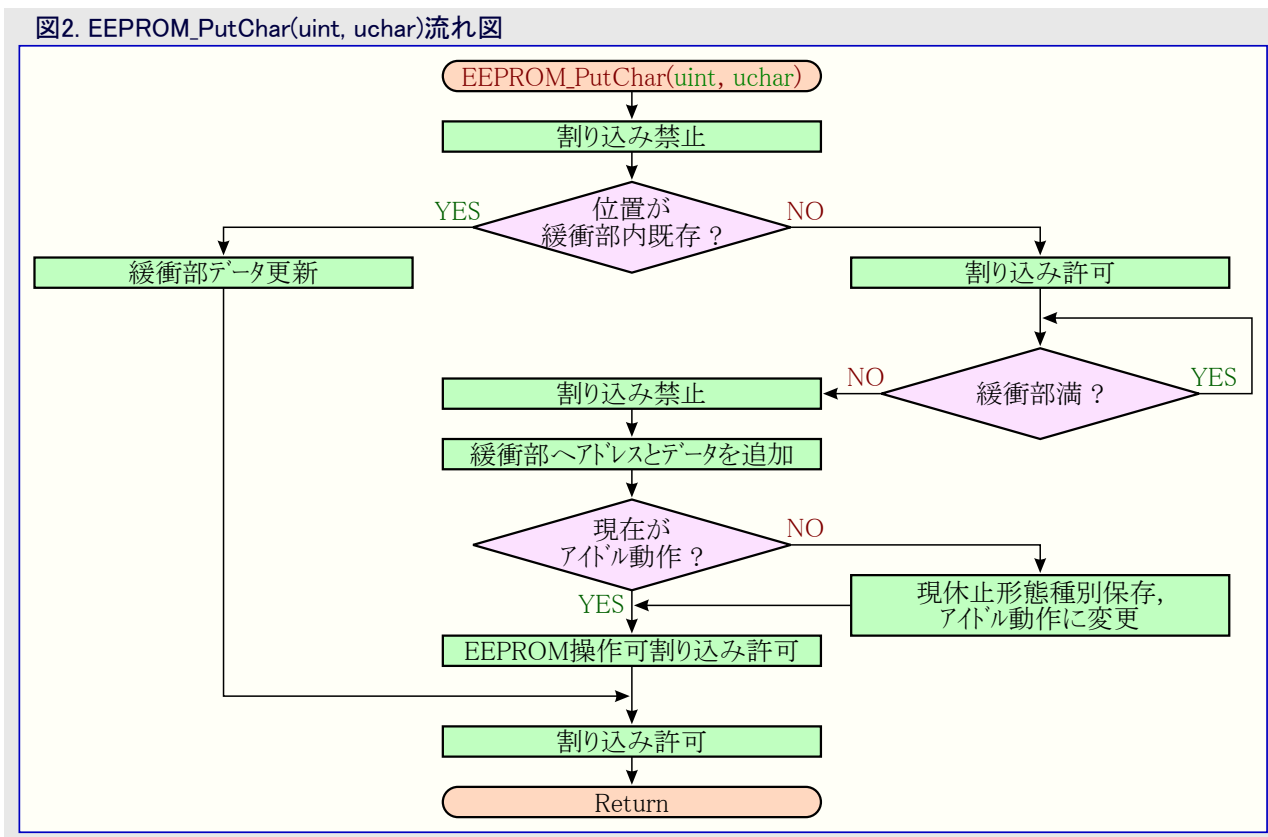 図2. EEPROM_PutChar(uint, uchar)流れ図
EEPROM_PutChar(uint, uchar)
割り込み禁止
位置が
緩衝部内既存 ?
YES
NO
緩衝部データ更新
割り込み許可
緩衝部満 ?
NO
YES
割り込み禁止
緩衝部へアドレスとデータを追加
現在が
アイドル動作 ?
NO
YES
現休止形態種別保存,
アイドル動作に変更
EEPROM操作可割り込み許可
割り込み許可
Return